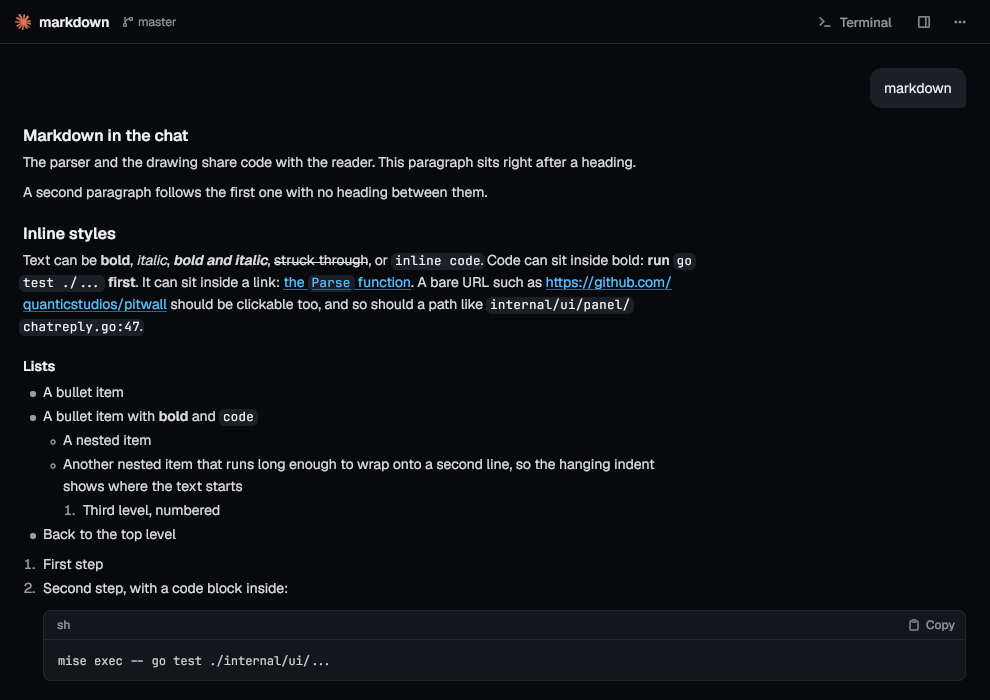 markdown master Terminal
markdown
Markdown in the chat
The parser and the drawing share code with the reader. This paragraph sits right after a heading.
A second paragraph follows the first one with no heading between them.
Inline styles
Text can be bold, italic, bold and italic, struck through, or inline code. Code can sit inside bold: run go
test ./... first. It can sit inside a link: the Parse function. A bare URL such as https://github.com/
quanticstudios/pitwall should be clickable too, and so should a path like internal/ui/panel/
chatreply.go:47.
Lists
A bullet item
A bullet item with bold and code
A nested item
Another nested item that runs long enough to wrap onto a second line, so the hanging indent
shows where the text starts
1. Third level, numbered
Back to the top level
1. First step
2. Second step, with a code block inside:
sh Copy
mise exec -- go test ./internal/ui/...